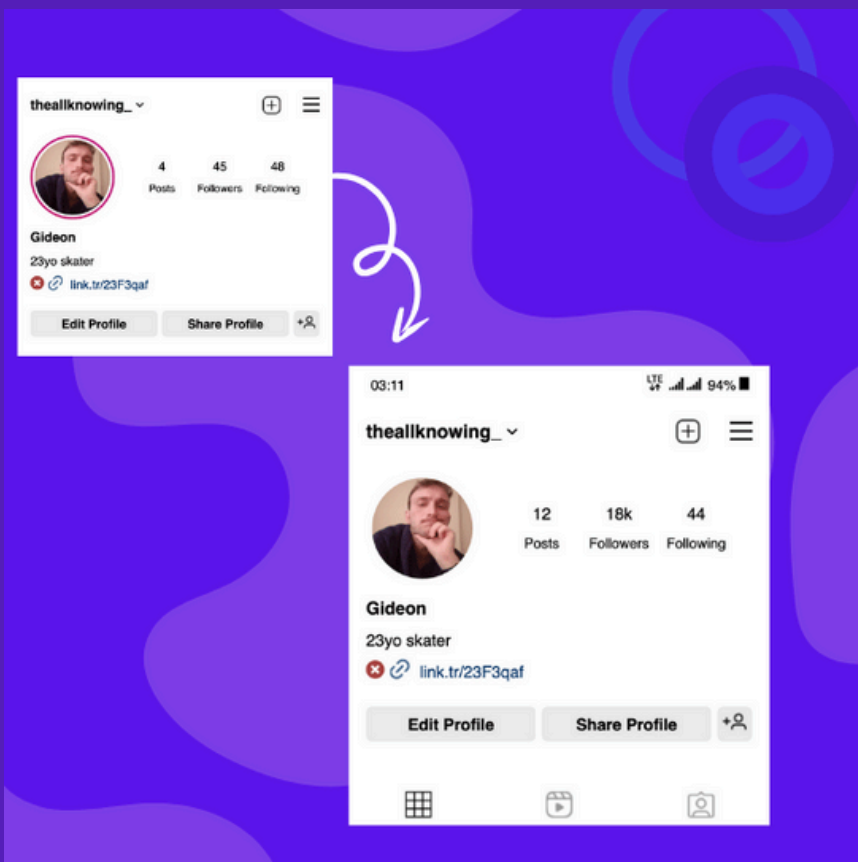 theallknowing_
4 45 48
Posts Followers Following
Gideon
23yo skater
link.tr/23F3qaf
Edit Profile Share Profile
03:11 LTE 94%
theallknowing_
12 18k 44
Posts Followers Following
Gideon
23yo skater
link.tr/23F3qaf
Edit Profile Share Profile